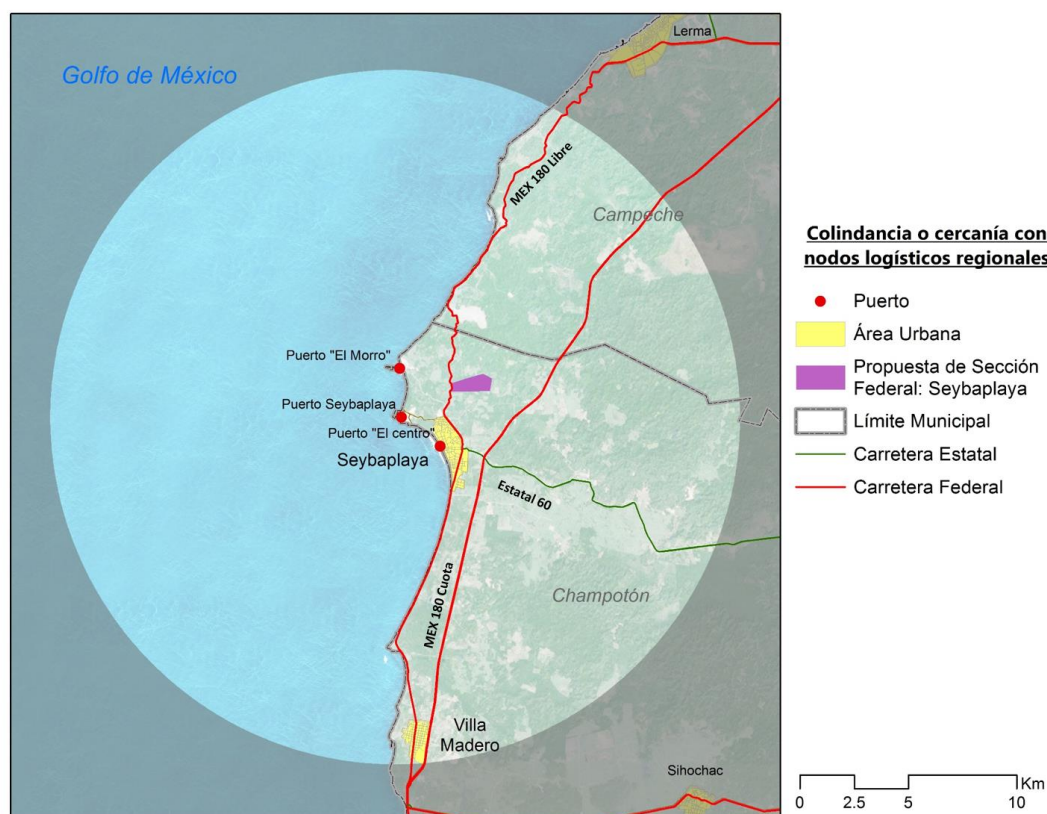 Lerma
Golfo de México
MEX 180 Libre
Campeche
Puerto "El Morro"
Puerto Seybaplaya
Puerto "El centro"
Seybaplaya
Estatal 60
MEX 180 Cuota
Champotón
Villa
Madero
Sihochac
Colindancia o cercanía con
nodos logísticos regionales
Puerto
Área Urbana
Propuesta de Sección
Federal: Seybaplaya
Límite Municipal
Carretera Estatal
Carretera Federal
Km
0 2.5 5 10